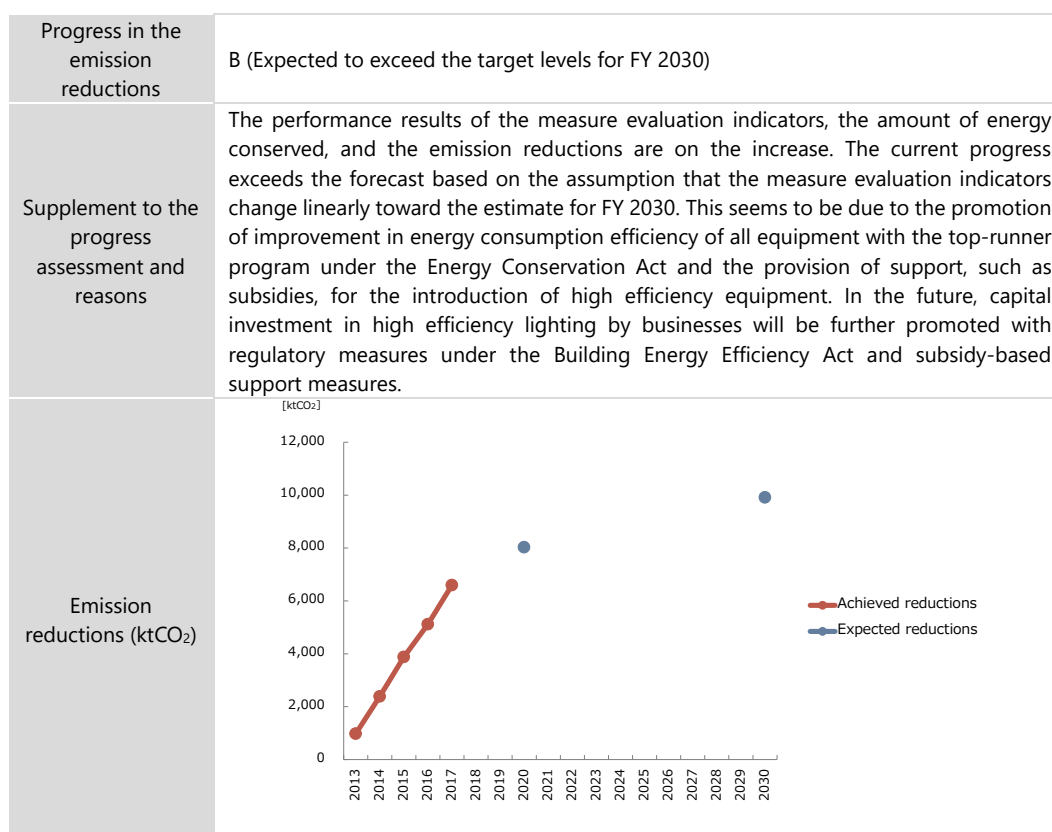 Progress in the
emission
reductions
B (Expected to exceed the target levels for FY 2030)
Supplement to the
progress
assessment and
reasons
The performance results of the measure evaluation indicators, the amount of energy
conserved, and the emission reductions are on the increase. The current progress
exceeds the forecast based on the assumption that the measure evaluation indicators
change linearly toward the estimate for FY 2030. This seems to be due to the promotion
of improvement in energy consumption efficiency of all equipment with the top-runner
program under the Energy Conservation Act and the provision of support, such as
subsidies, for the introduction of high efficiency equipment. In the future, capital
investment in high efficiency lighting by businesses will be further promoted with
regulatory measures under the Building Energy Efficiency Act and subsidy-based
support measures.
Emission
reductions (ktCO₂)
[ktCO₂]
12,000
10,000
8,000
6,000
4,000
2,000
0
2013
2014
2015
2016
2017
2018
2019
2020
2021
2022
2023
2024
2025
2026
2027
2028
2029
2030
Achieved reductions
Expected reductions